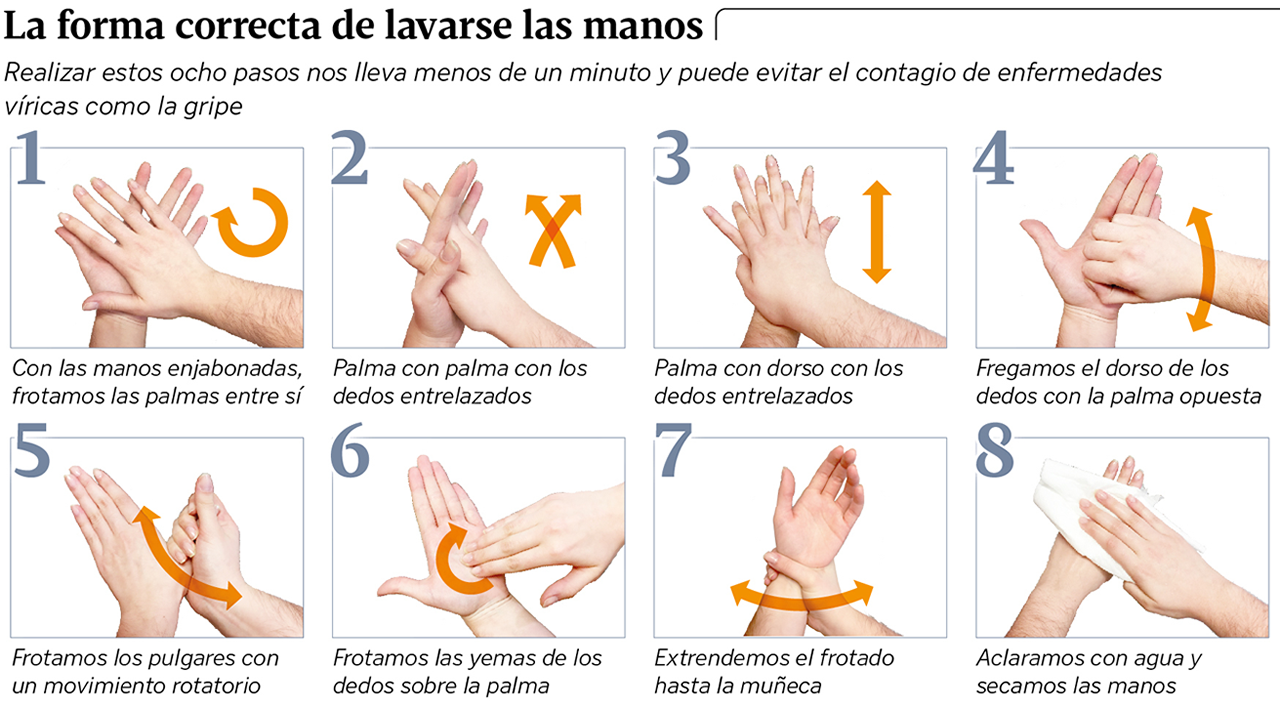 La forma correcta de lavarse las manos
Realizar estos ocho pasos nos lleva menos de un minuto y puede evitar el contagio de enfermedades
víricas como la gripe
1
Con las manos enjabonadas,
frotamos las palmas entre sí
2
Palma con palma con los
dedos entrelazados
3
Palma con dorso con los
dedos entrelazados
4
Fregamos el dorso de los
dedos con la palma opuesta
5
Frotamos los pulgares con
un movimiento rotatorio
6
Frotamos las yemas de los
dedos sobre la palma
7
Extrendemos el frotado
hasta la muñeca
8
Aclaramos con agua y
secamos las manos